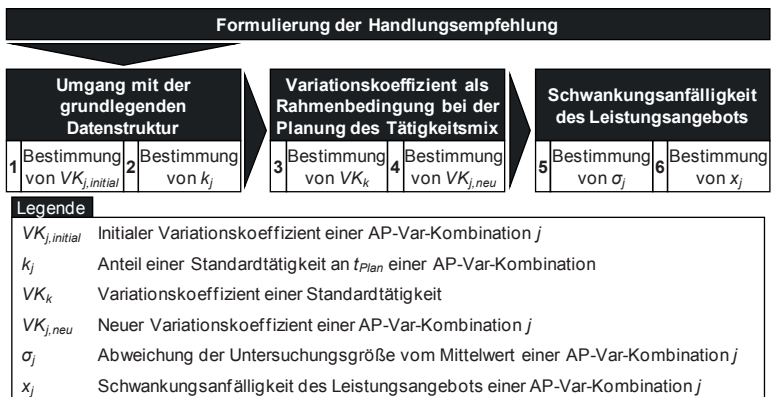 Formulierung der Handlungsempfehlung
Umgang mit der
grundlegenden
Datenstruktur
1 Bestimmung
von VKj,initial
2 Bestimmung
von kj
Variationskoeffizient als
Rahmenbedingung bei der
Planung des Tätigkeitsmix
3 Bestimmung
von VKk
4 Bestimmung
von VKj,neu
Schwankungsanfälligkeit
des Leistungsangebots
5 Bestimmung
von σj
6 Bestimmung
von xj
Legende
VKj,initial Initialer Variationskoeffizient einer AP-Var-Kombination j
kj Anteil einer Standardtätigkeit an tPlan einer AP-Var-Kombination
VKk Variationskoeffizient einer Standardtätigkeit
VKj,neu Neuer Variationskoeffizient einer AP-Var-Kombination j
σj Abweichung der Untersuchungsgröße vom Mittelwert einer AP-Var-Kombination j
xj Schwankungsanfälligkeit des Leistungsangebots einer AP-Var-Kombination j